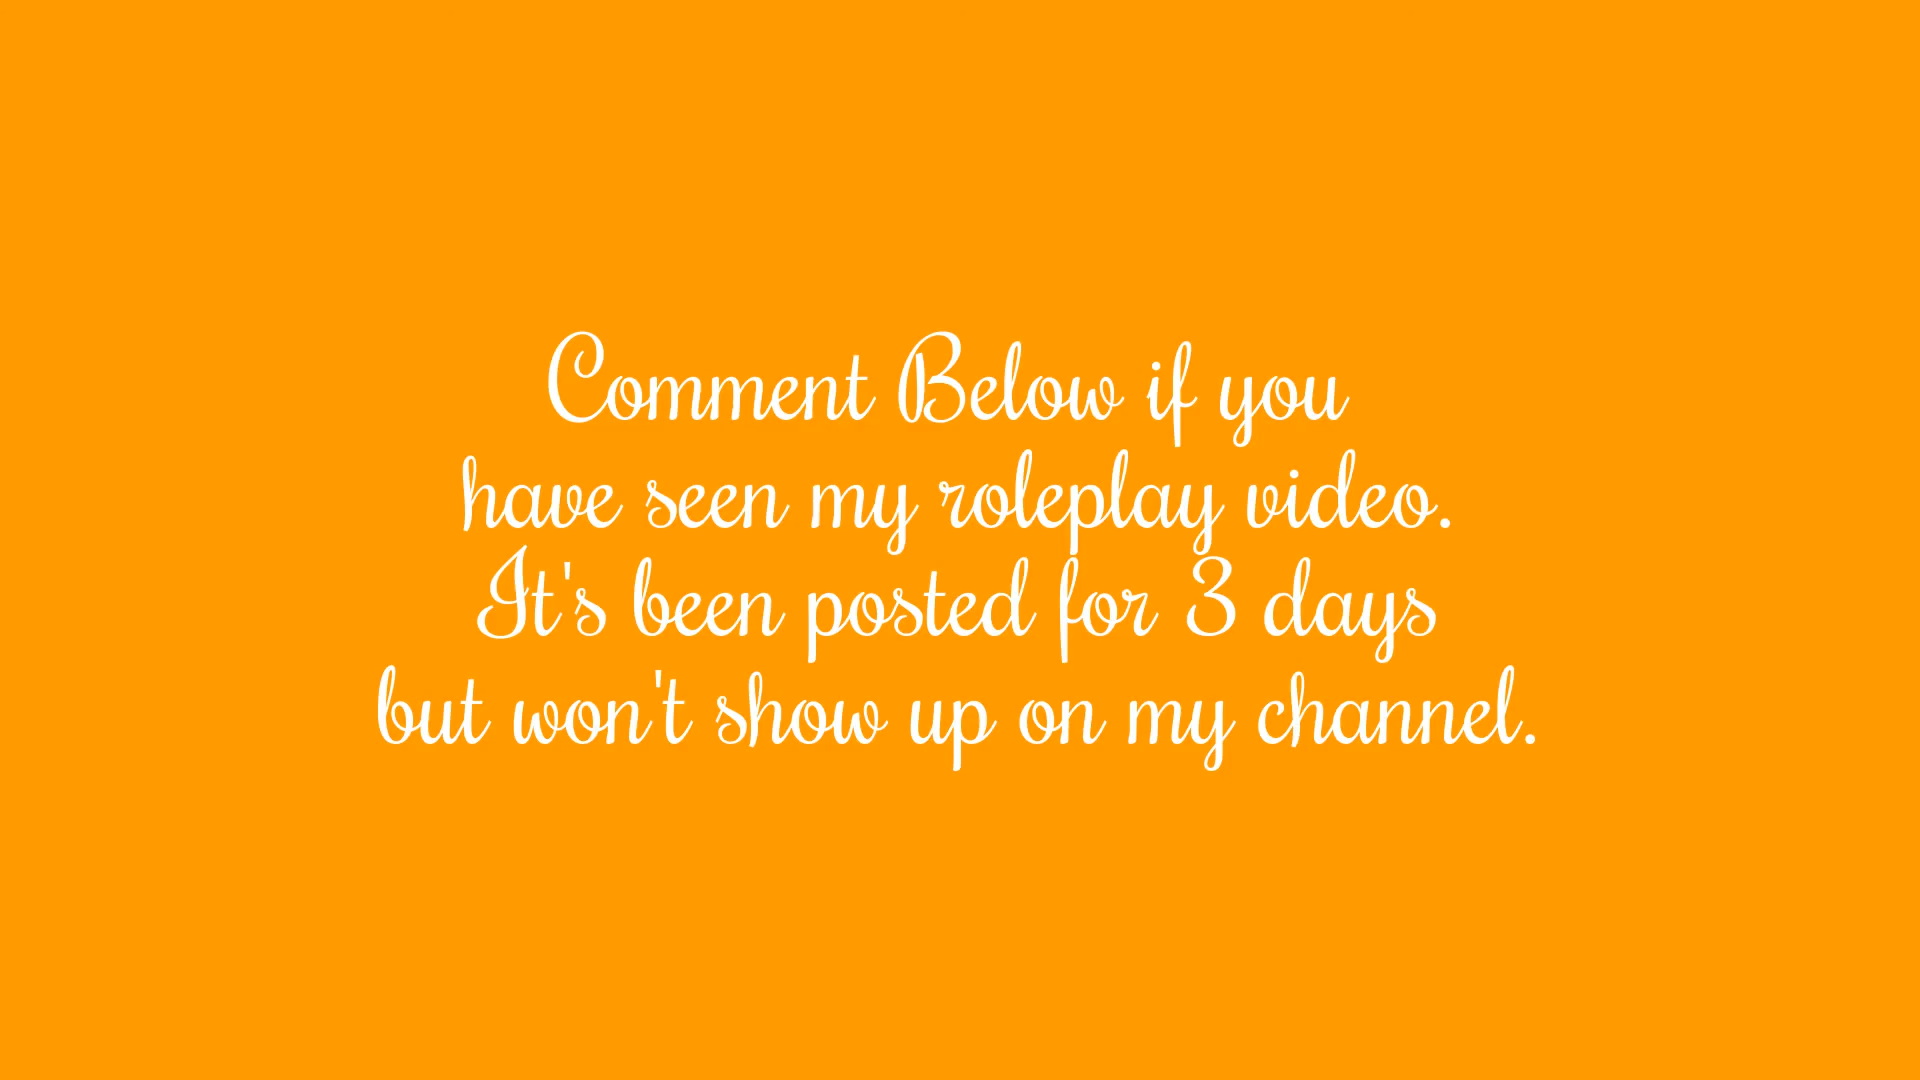 Comment Below if you
have seen my roleplay video.
It's been posted for 3 days
but won't show up on my channel.